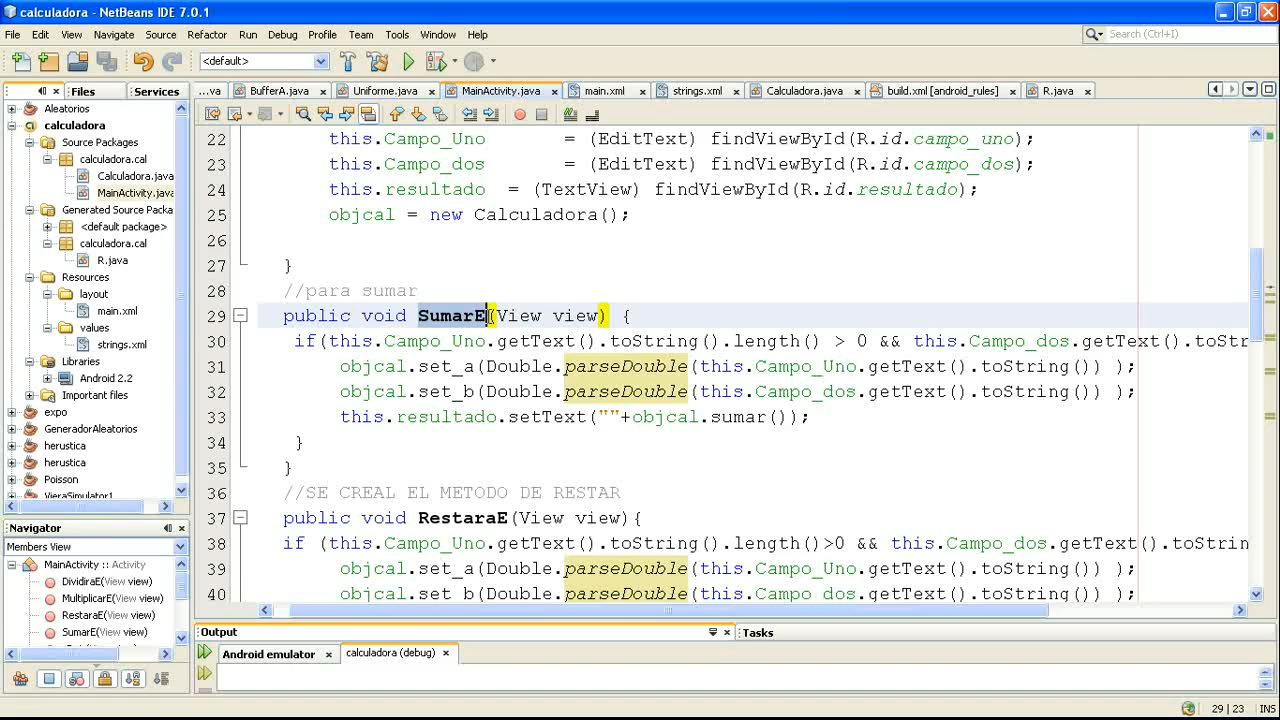 calculadora - NetBeans IDE 7.0.1
File Edit View Navigate Source Refactor Run Debug Profile Team Tools Window Help
Search (Ctrl+I)
<default>
Files Services
...va BufferA.java Uniforme.java MainActivity.java main.xml strings.xml Calculadora.java build.xml [android_rules] R.java
Aleatorios
calculadora
Source Packages
calculadora.cal
Calculadora.java
MainActivity.java
Generated Source Packa
<default package>
calculadora.cal
R.java
Resources
layout
main.xml
values
strings.xml
Libraries
Android 2.2
Important files
expo
GeneradorAleatorios
herustica
herustica
Poisson
VieraSimulator1
22 this.Campo_Uno = (EditText) findViewById(R.id.campo_uno);
23 this.Campo_dos = (EditText) findViewById(R.id.campo_dos);
24 this.resultado = (TextView) findViewById(R.id.resultado);
25 objcal = new Calculadora();
26
27 }
28 //para sumar
29 public void SumarE(View view) {
30 if(this.Campo_Uno.getText().toString().length() > 0 && this.Campo_dos.getText().toStr
31 objcal.set_a(Double.parseDouble(this.Campo_Uno.getText().toString()) );
32 objcal.set_b(Double.parseDouble(this.Campo_dos.getText().toString()) );
33 this.resultado.setText(""+objcal.sumar());
34 }
35 }
36 //SE CREAL EL METODO DE RESTAR
37 public void RestaraE(View view){
38 if (this.Campo_Uno.getText().toString().length()>0 && this.Campo_dos.getText().toStrin
39 objcal.set_a(Double.parseDouble(this.Campo_Uno.getText().toString()) );
40 objcal.set_b(Double.parseDouble(this.Campo_dos.getText().toString()) );
Navigator
Members View
MainActivity :: Activity
DividiraE(View view)
MultiplicarE(View view)
RestaraE(View view)
SumarE(View view)
Output Tasks
Android emulator calculadora (debug)
29 | 23 INS